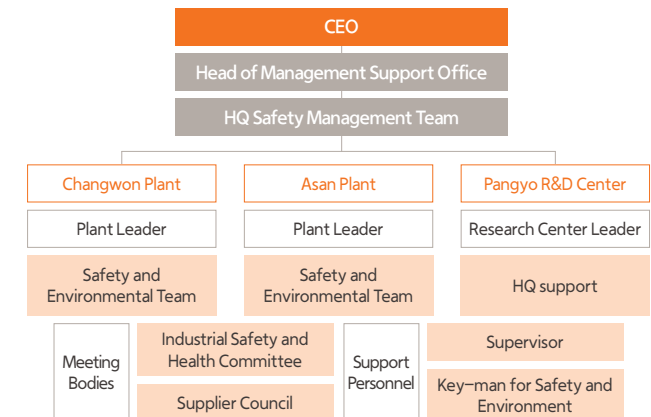 CEO
Head of Management Support Office
HQ Safety Management Team
Changwon Plant
Asan Plant
Pangyo R&D Center
Plant Leader
Plant Leader
Research Center Leader
Safety and
Environmental Team
Safety and
Environmental Team
HQ support
Meeting
Bodies
Industrial Safety and
Health Committee
Supplier Council
Support
Personnel
Supervisor
Key-man for Safety and
Environment